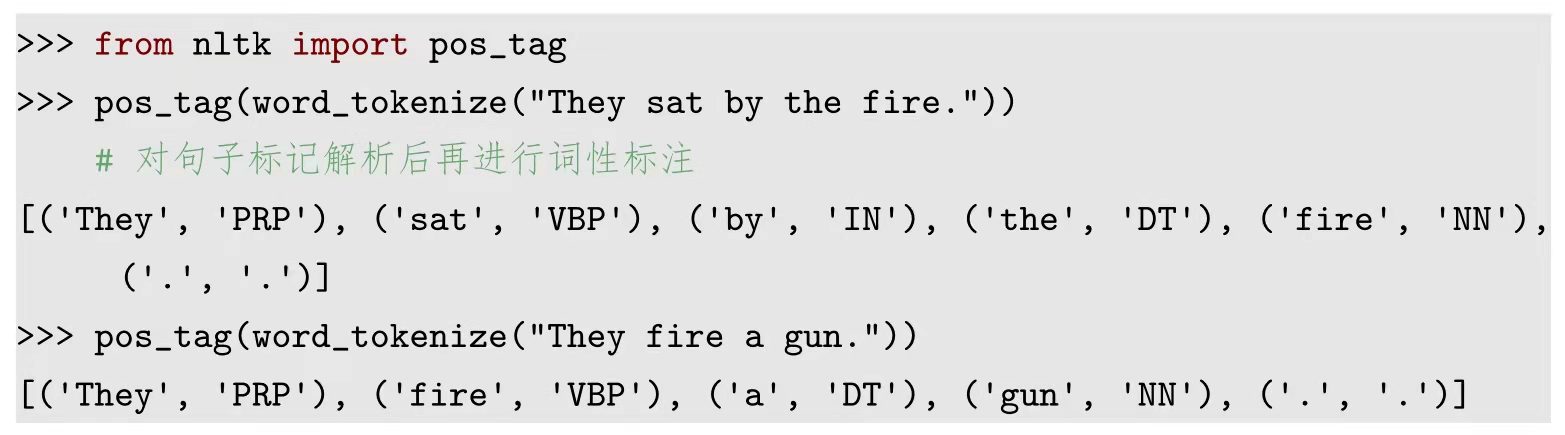 >>> from nltk import pos_tag
>>> pos_tag(word_tokenize("They sat by the fire."))
# 对句子标记解析后再进行词性标注
[('They', 'PRP'), ('sat', 'VBP'), ('by', 'IN'), ('the', 'DT'), ('fire', 'NN'),
('.', '.')]
>>> pos_tag(word_tokenize("They fire a gun."))
[('They', 'PRP'), ('fire', 'VBP'), ('a', 'DT'), ('gun', 'NN'), ('.', '.')]